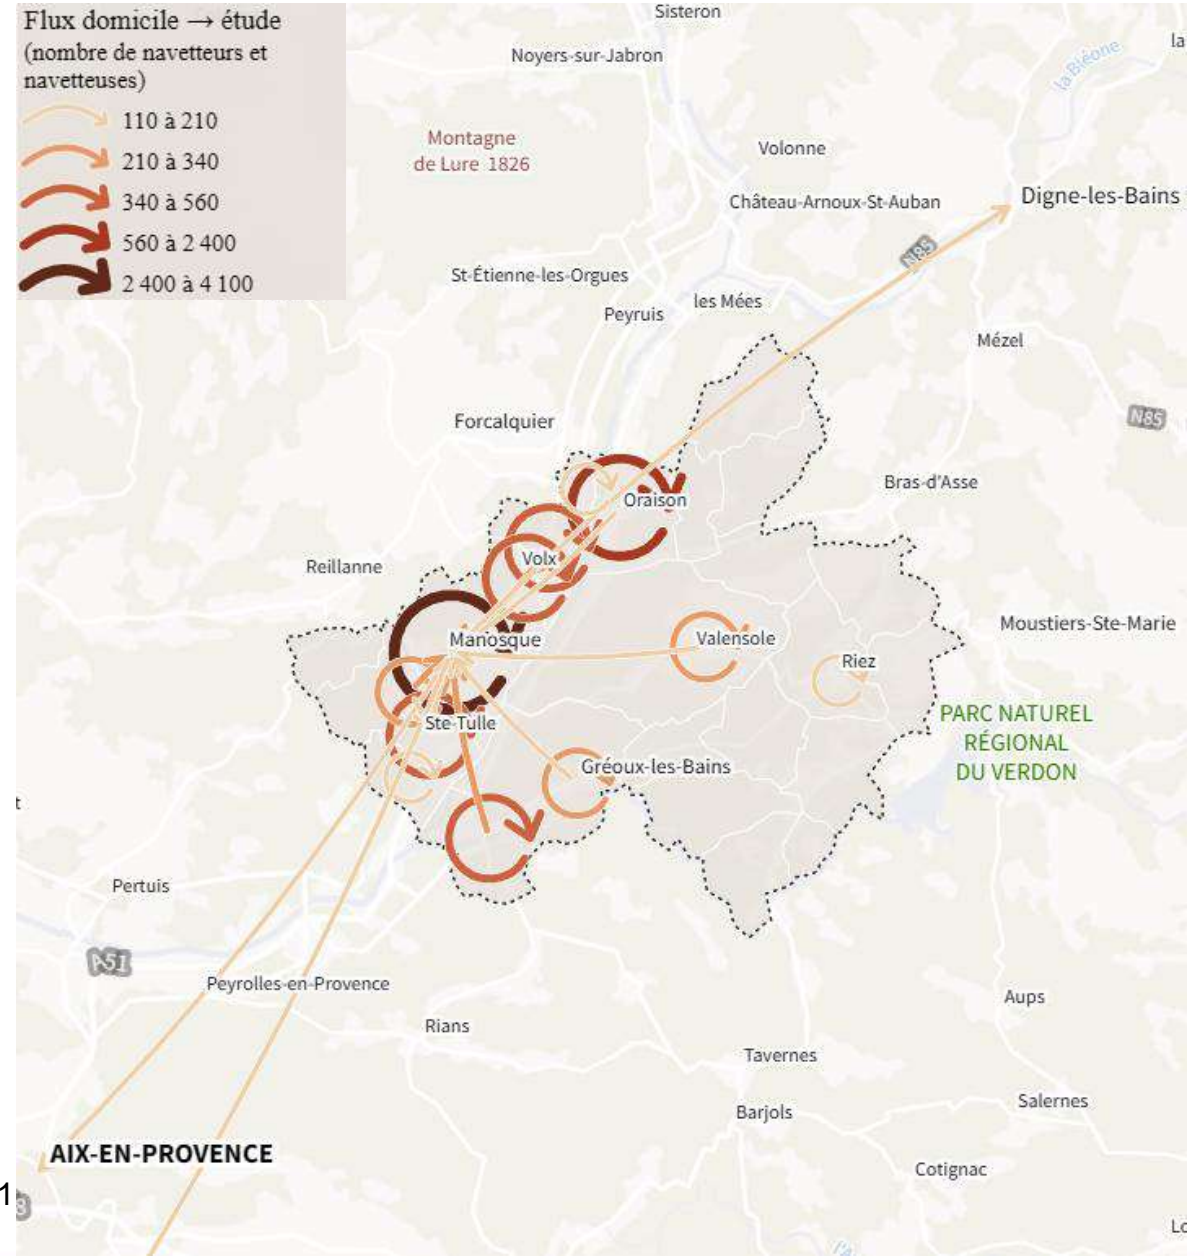 Flux domicile → étude
(nombre de navetteurs et
navetteuses)
110 à 210
210 à 340
340 à 560
560 à 2 400
2 400 à 4 100
Sisteron
Noyers-sur-Jabron
la
la Bléone
Montagne
de Lure 1826
Volonne
Château-Arnoux-St-Auban
Digne-les-Bains
N85
St-Étienne-les-Orgues
les Mées
Peyruis
Mézel
Forcalquier
N85
Bras-d'Asse
Oraison
Volx
Reillanne
Moustiers-Ste-Marie
Manosque
Valensole
Riez
Ste-Tulle
PARC NATUREL
RÉGIONAL
DU VERDON
Gréoux-les-Bains
t
Pertuis
A51
Peyrolles-en-Provence
Aups
Rians
Tavernes
Salernes
Barjols
AIX-EN-PROVENCE
Cotignac
1
8
Lo
l'A